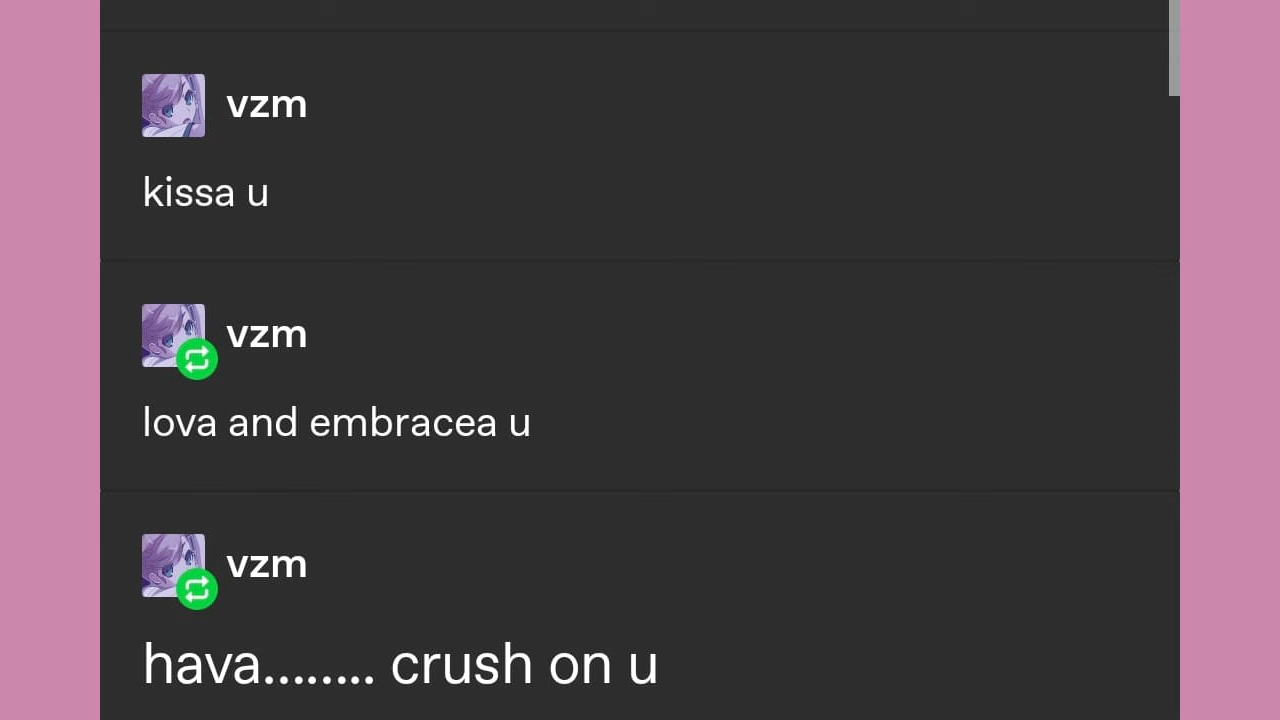 vzm
kissa u
vzm
lova and embracea u
vzm
hava........ crush on u